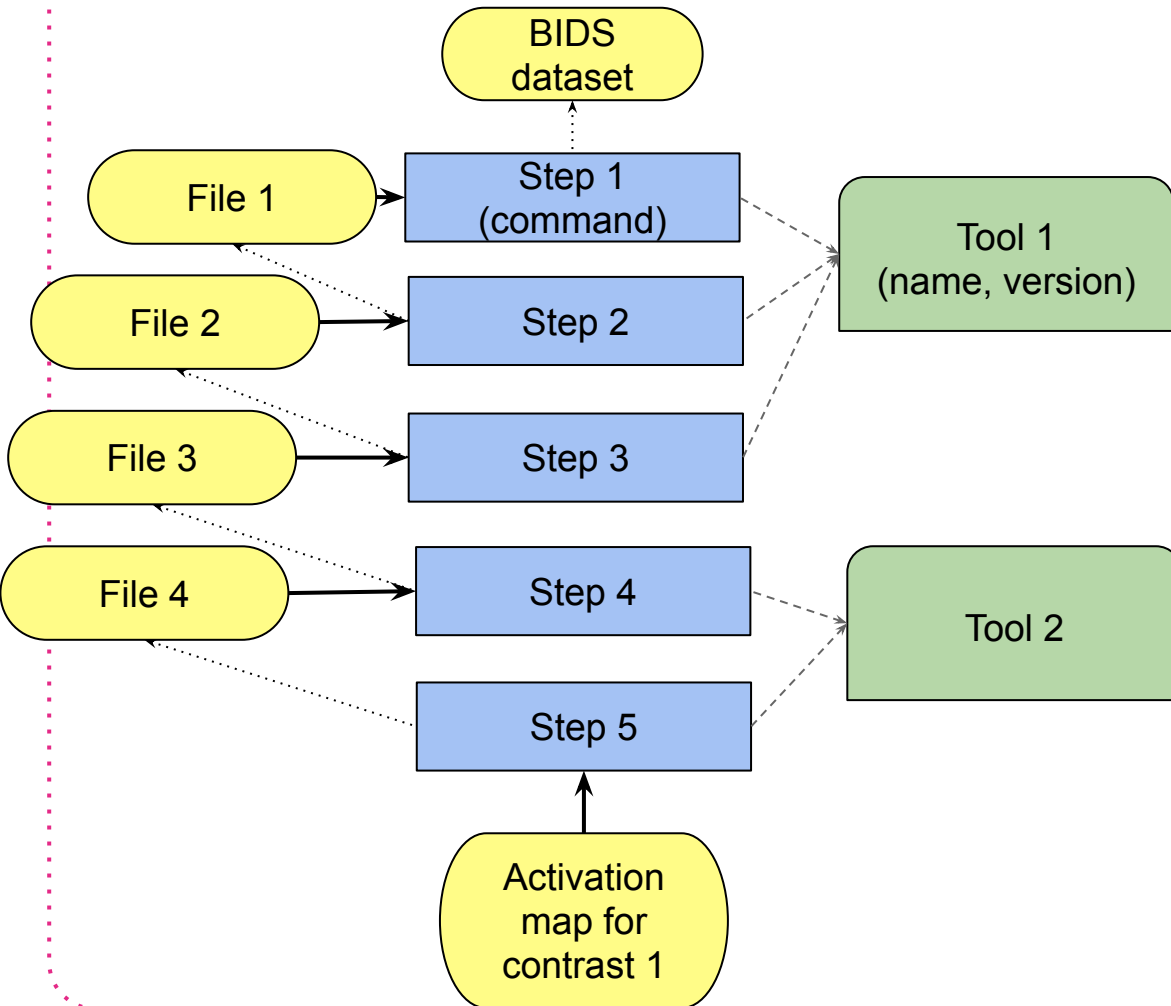 BIDS
dataset
File 1
Step 1
(command)
Tool 1
(name, version)
File 2
Step 2
File 3
Step 3
File 4
Step 4
Tool 2
Step 5
Activation
map for
contrast 1